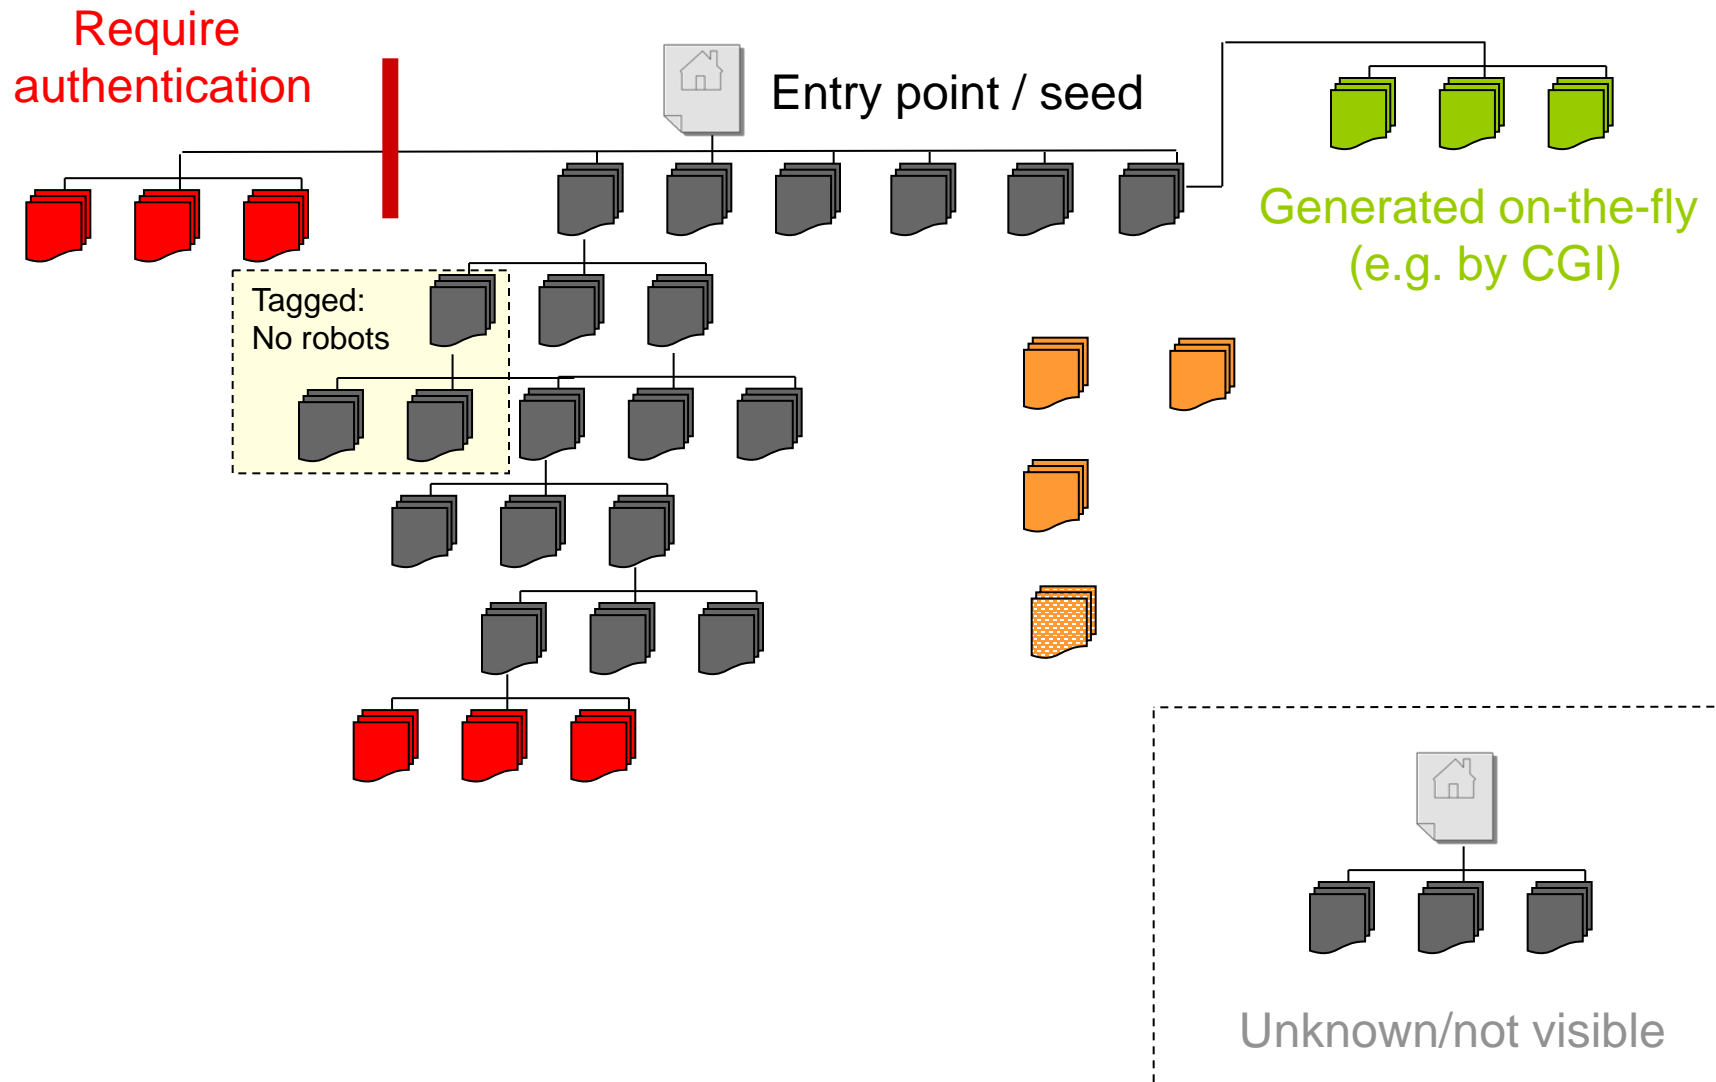 Require
authentication
Entry point / seed
Generated on-the-fly
(e.g. by CGI)
Tagged:
No robots
Unknown/not visible